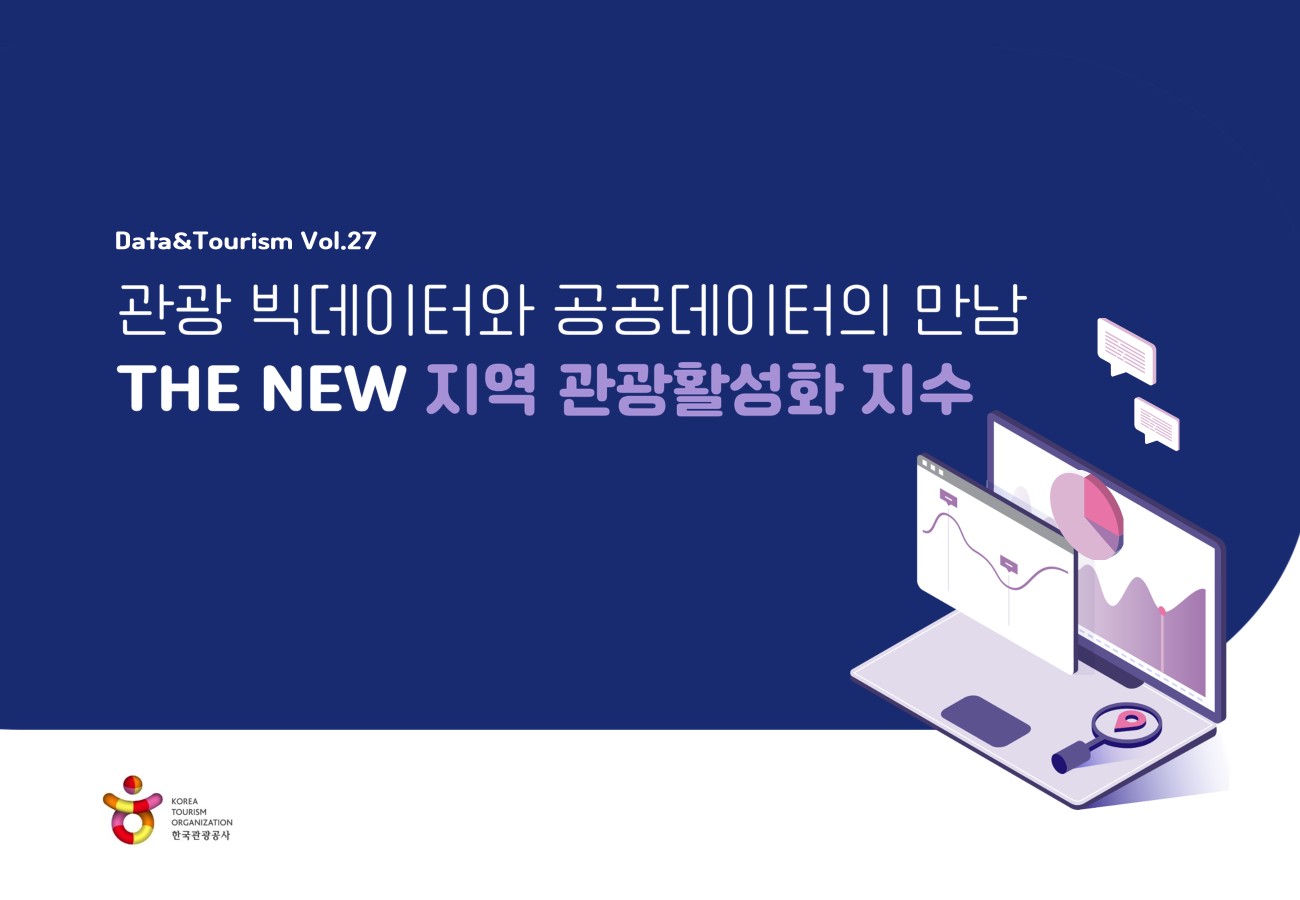 Data&Tourism Vol.27
관광 빅데이터와 공공데이터의 만남
THE NEW 지역 관광활성화 지수
KOREA
TOURISM
ORGANIZATION
한국관광공사